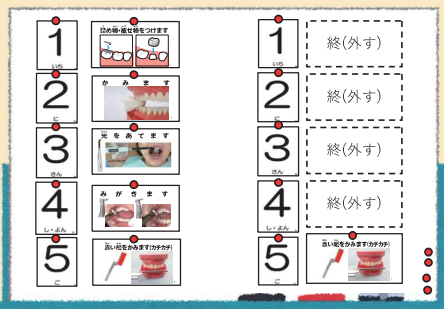 1
いち
詰め物・被せ物をつけます
2
に
かみます
3
さん
光をあてます
4
し・よん
みがきます
5
ご
赤い紙をかみます(カチカチ)
1
いち
終(外す)
2
に
終(外す)
3
さん
終(外す)
4
し・よん
終(外す)
5
ご
赤い紙をかみます(カチカチ)